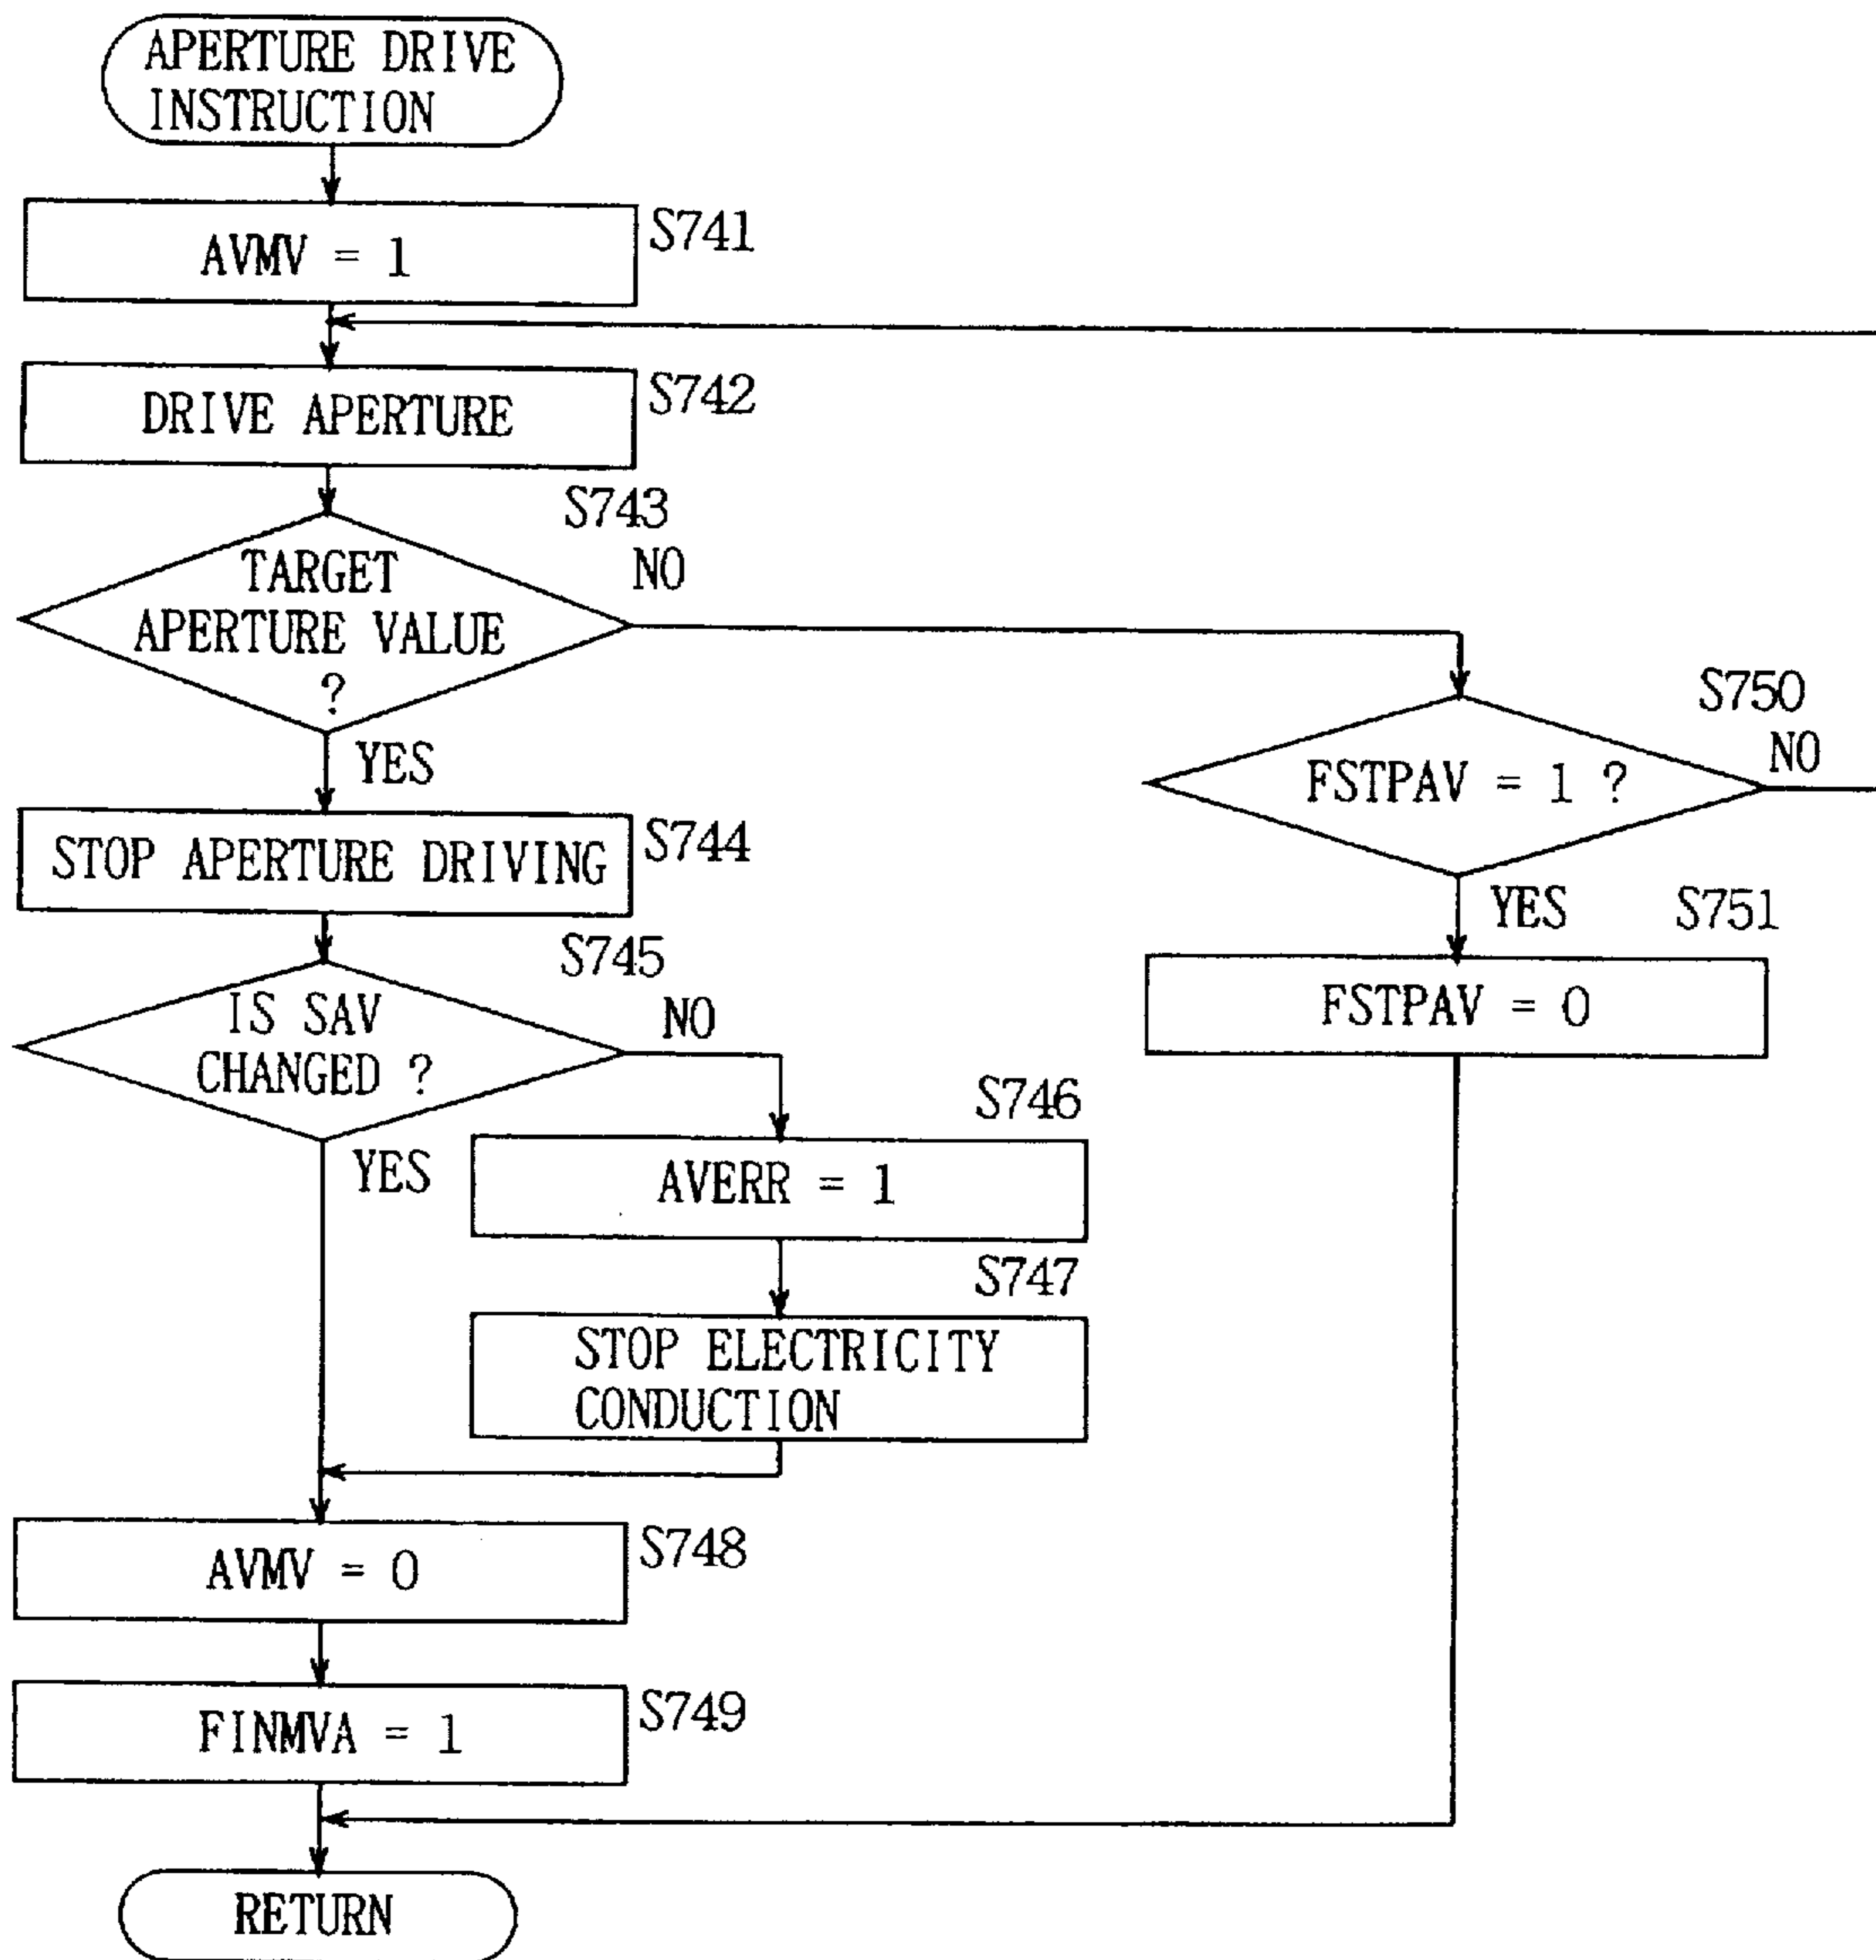 APERTURE DRIVE
INSTRUCTION
S741
AVMV = 1
S742
DRIVE APERTURE
S743
TARGET
APERTURE VALUE
?
NO
YES
S750
FSTPAV = 1 ?
NO
YES
S751
FSTPAV = 0
S744
STOP APERTURE DRIVING
S745
IS SAV
CHANGED ?
NO
YES
S746
AVERR = 1
S747
STOP ELECTRICITY
CONDUCTION
S748
AVMV = 0
S749
FINMVA = 1
RETURN